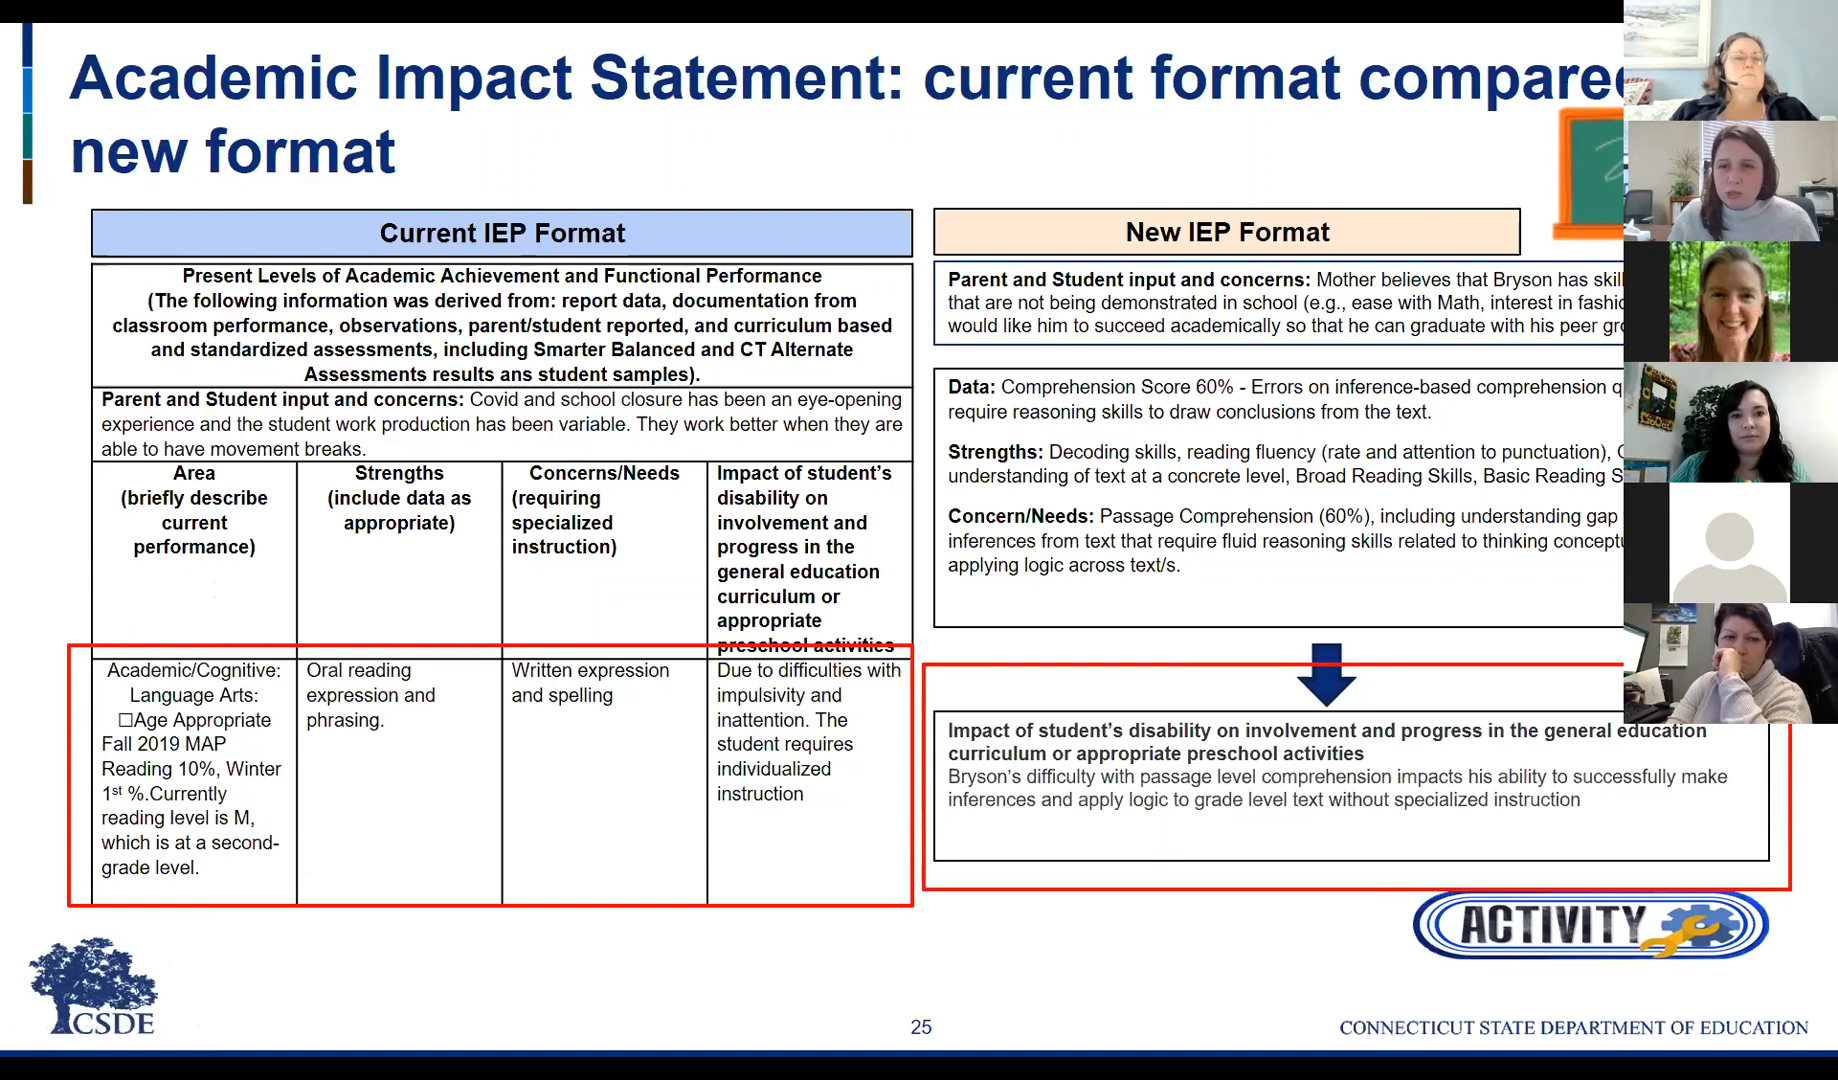 Academic Impact Statement: current format compared
new format
Current IEP Format
Present Levels of Academic Achievement and Functional Performance
(The following information was derived from: report data, documentation from
classroom performance, observations, parent/student reported, and curriculum based
and standardized assessments, including Smarter Balanced and CT Alternate
Assessments results ans student samples).
Parent and Student input and concerns: Covid and school closure has been an eye-opening
experience and the student work production has been variable. They work better when they are
able to have movement breaks.
Area
(briefly describe
current
performance)
Strengths
(include data as
appropriate)
Concerns/Needs
(requiring
specialized
instruction)
Impact of student’s
disability on
involvement and
progress in the
general education
curriculum or
appropriate
preschool activities
Academic/Cognitive:
Language Arts:
☐Age Appropriate
Fall 2019 MAP
Reading 10%, Winter
1st %.Currently
reading level is M,
which is at a second-
grade level.
Oral reading
expression and
phrasing.
Written expression
and spelling
Due to difficulties with
impulsivity and
inattention. The
student requires
individualized
instruction
New IEP Format
Parent and Student input and concerns: Mother believes that Bryson has
that are not being demonstrated in school (e.g., ease with Math, interest in
would like him to succeed academically so that he can graduate with his peer
Data: Comprehension Score 60% - Errors on inference-based comprehension
require reasoning skills to draw conclusions from the text.
Strengths: Decoding skills, reading fluency (rate and attention to punctuation),
understanding of text at a concrete level, Broad Reading Skills, Basic Reading
Concern/Needs: Passage Comprehension (60%), including understanding gap
inferences from text that require fluid reasoning skills related to thinking
applying logic across text/s.
Impact of student’s disability on involvement and progress in the general education
curriculum or appropriate preschool activities
Bryson’s difficulty with passage level comprehension impacts his ability to successfully make
inferences and apply logic to grade level text without specialized instruction
ACTIVITY
CSDE
25
CONNECTICUT STATE DEPARTMENT OF EDUCATION